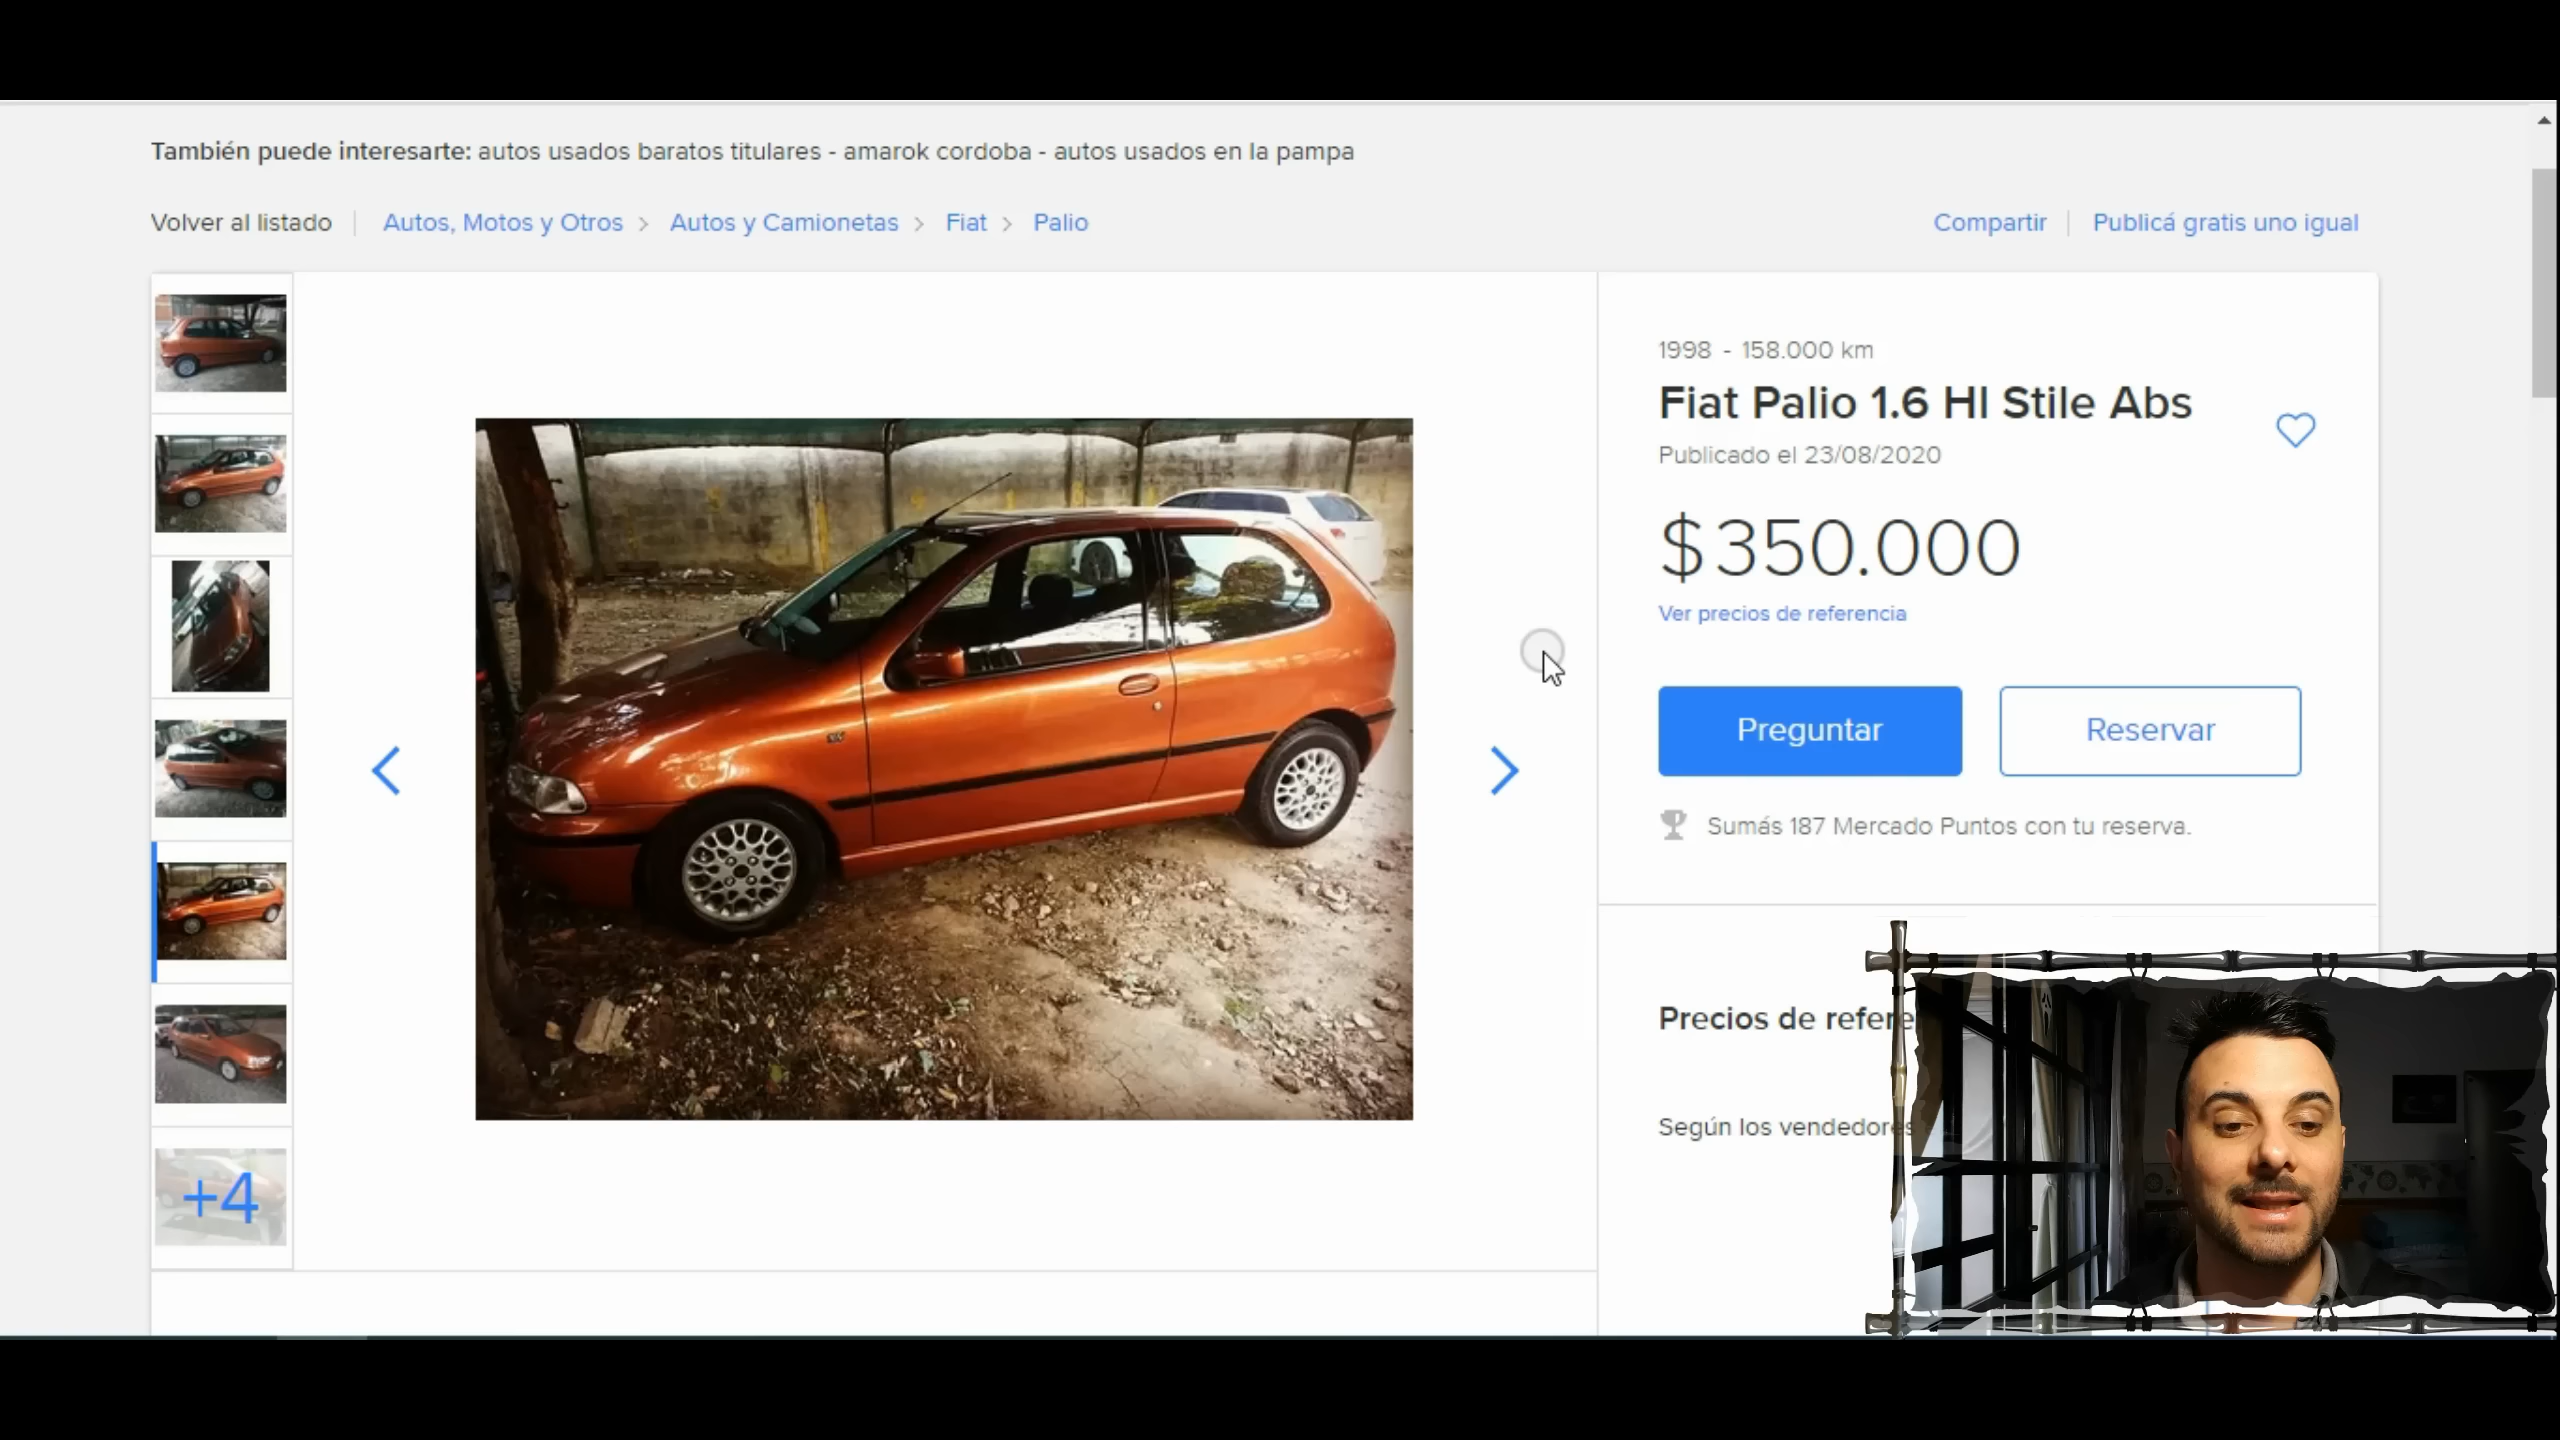 También puede interesarte: autos usados baratos titulares - amarok cordoba - autos usados en la pampa
Volver al listado Autos, Motos y Otros > Autos y Camionetas > Fiat > Palio
Compartir Publicá gratis uno igual
+4
1998 - 158.000 km
Fiat Palio 1.6 Hl Stile Abs
Publicado el 23/08/2020
$350.000
Ver precios de referencia
Preguntar
Reservar
Sumás 187 Mercado Puntos con tu reserva.
Precios de refere
Según los vendedores